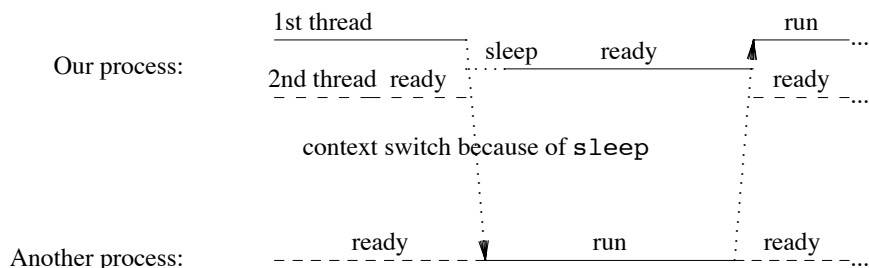 1st thread run
sleep ready ...
Our process:
2nd thread ready ready
...
context switch because of sleep
ready run ready
Another process: ...